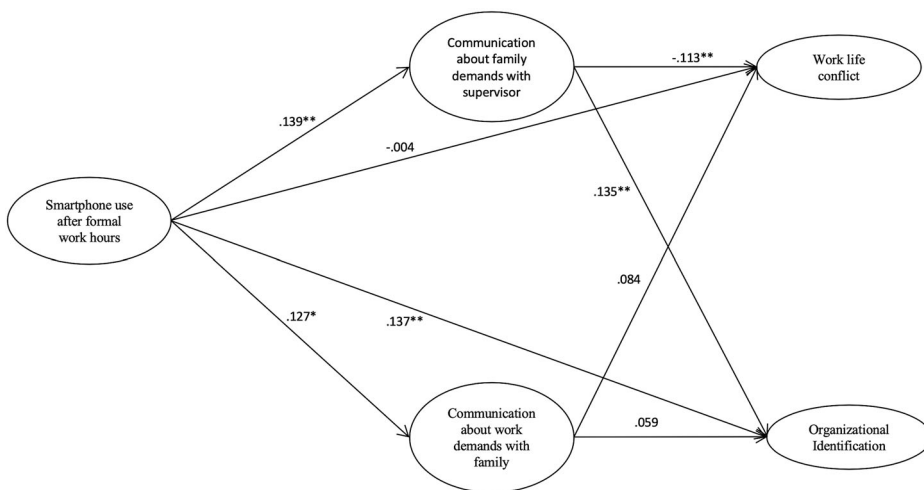 Communication
about family
demands with
supervisor
-.113**
Work life
conflict
.139**
-.004
.135**
Smartphone use
after formal
work hours
.084
.127*
.137**
Communication
about work
demands with
family
.059
Organizational
Identification